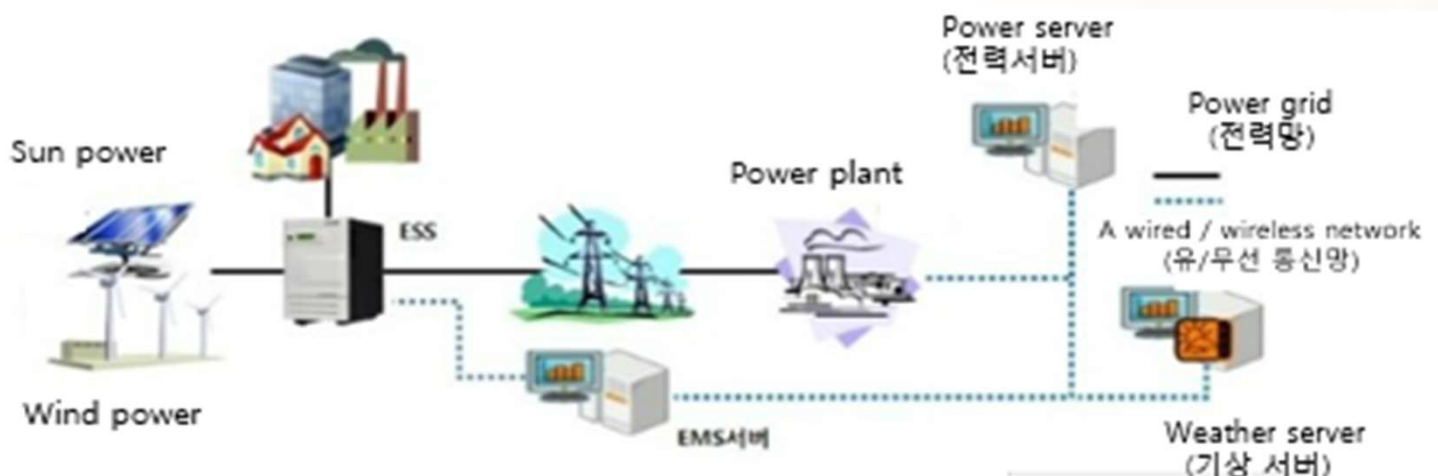 Power server
(전력서버)
Power grid
(전력망)
Sun power
Power plant
ESS
A wired / wireless network
(유/무선 통신망)
Wind power
EMS서버
Weather server
(기상 서버)